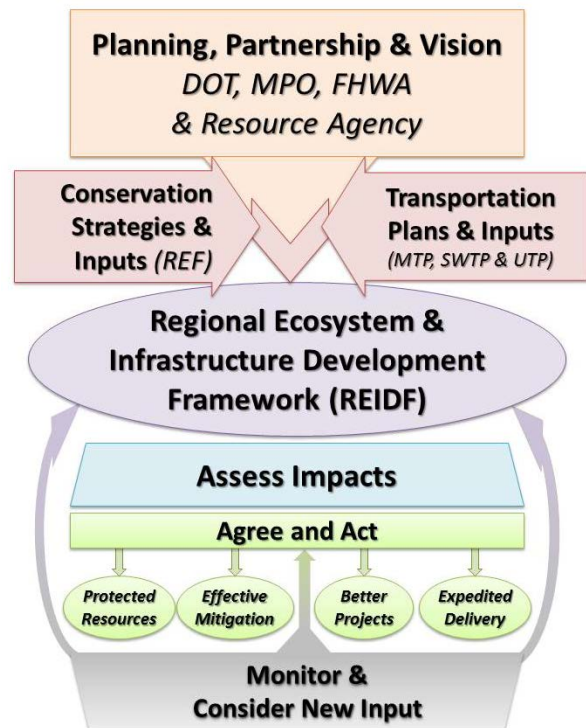 Planning, Partnership & Vision
DOT, MPO, FHWA
& Resource Agency
Conservation
Strategies &
Inputs (REF)
Transportation
Plans & Inputs
(MTP, SWTP & UTP)
Regional Ecosystem &
Infrastructure Development
Framework (REIDF)
Assess Impacts
Agree and Act
Protected
Resources
Effective
Mitigation
Better
Projects
Expedited
Delivery
Monitor &
Consider New Input